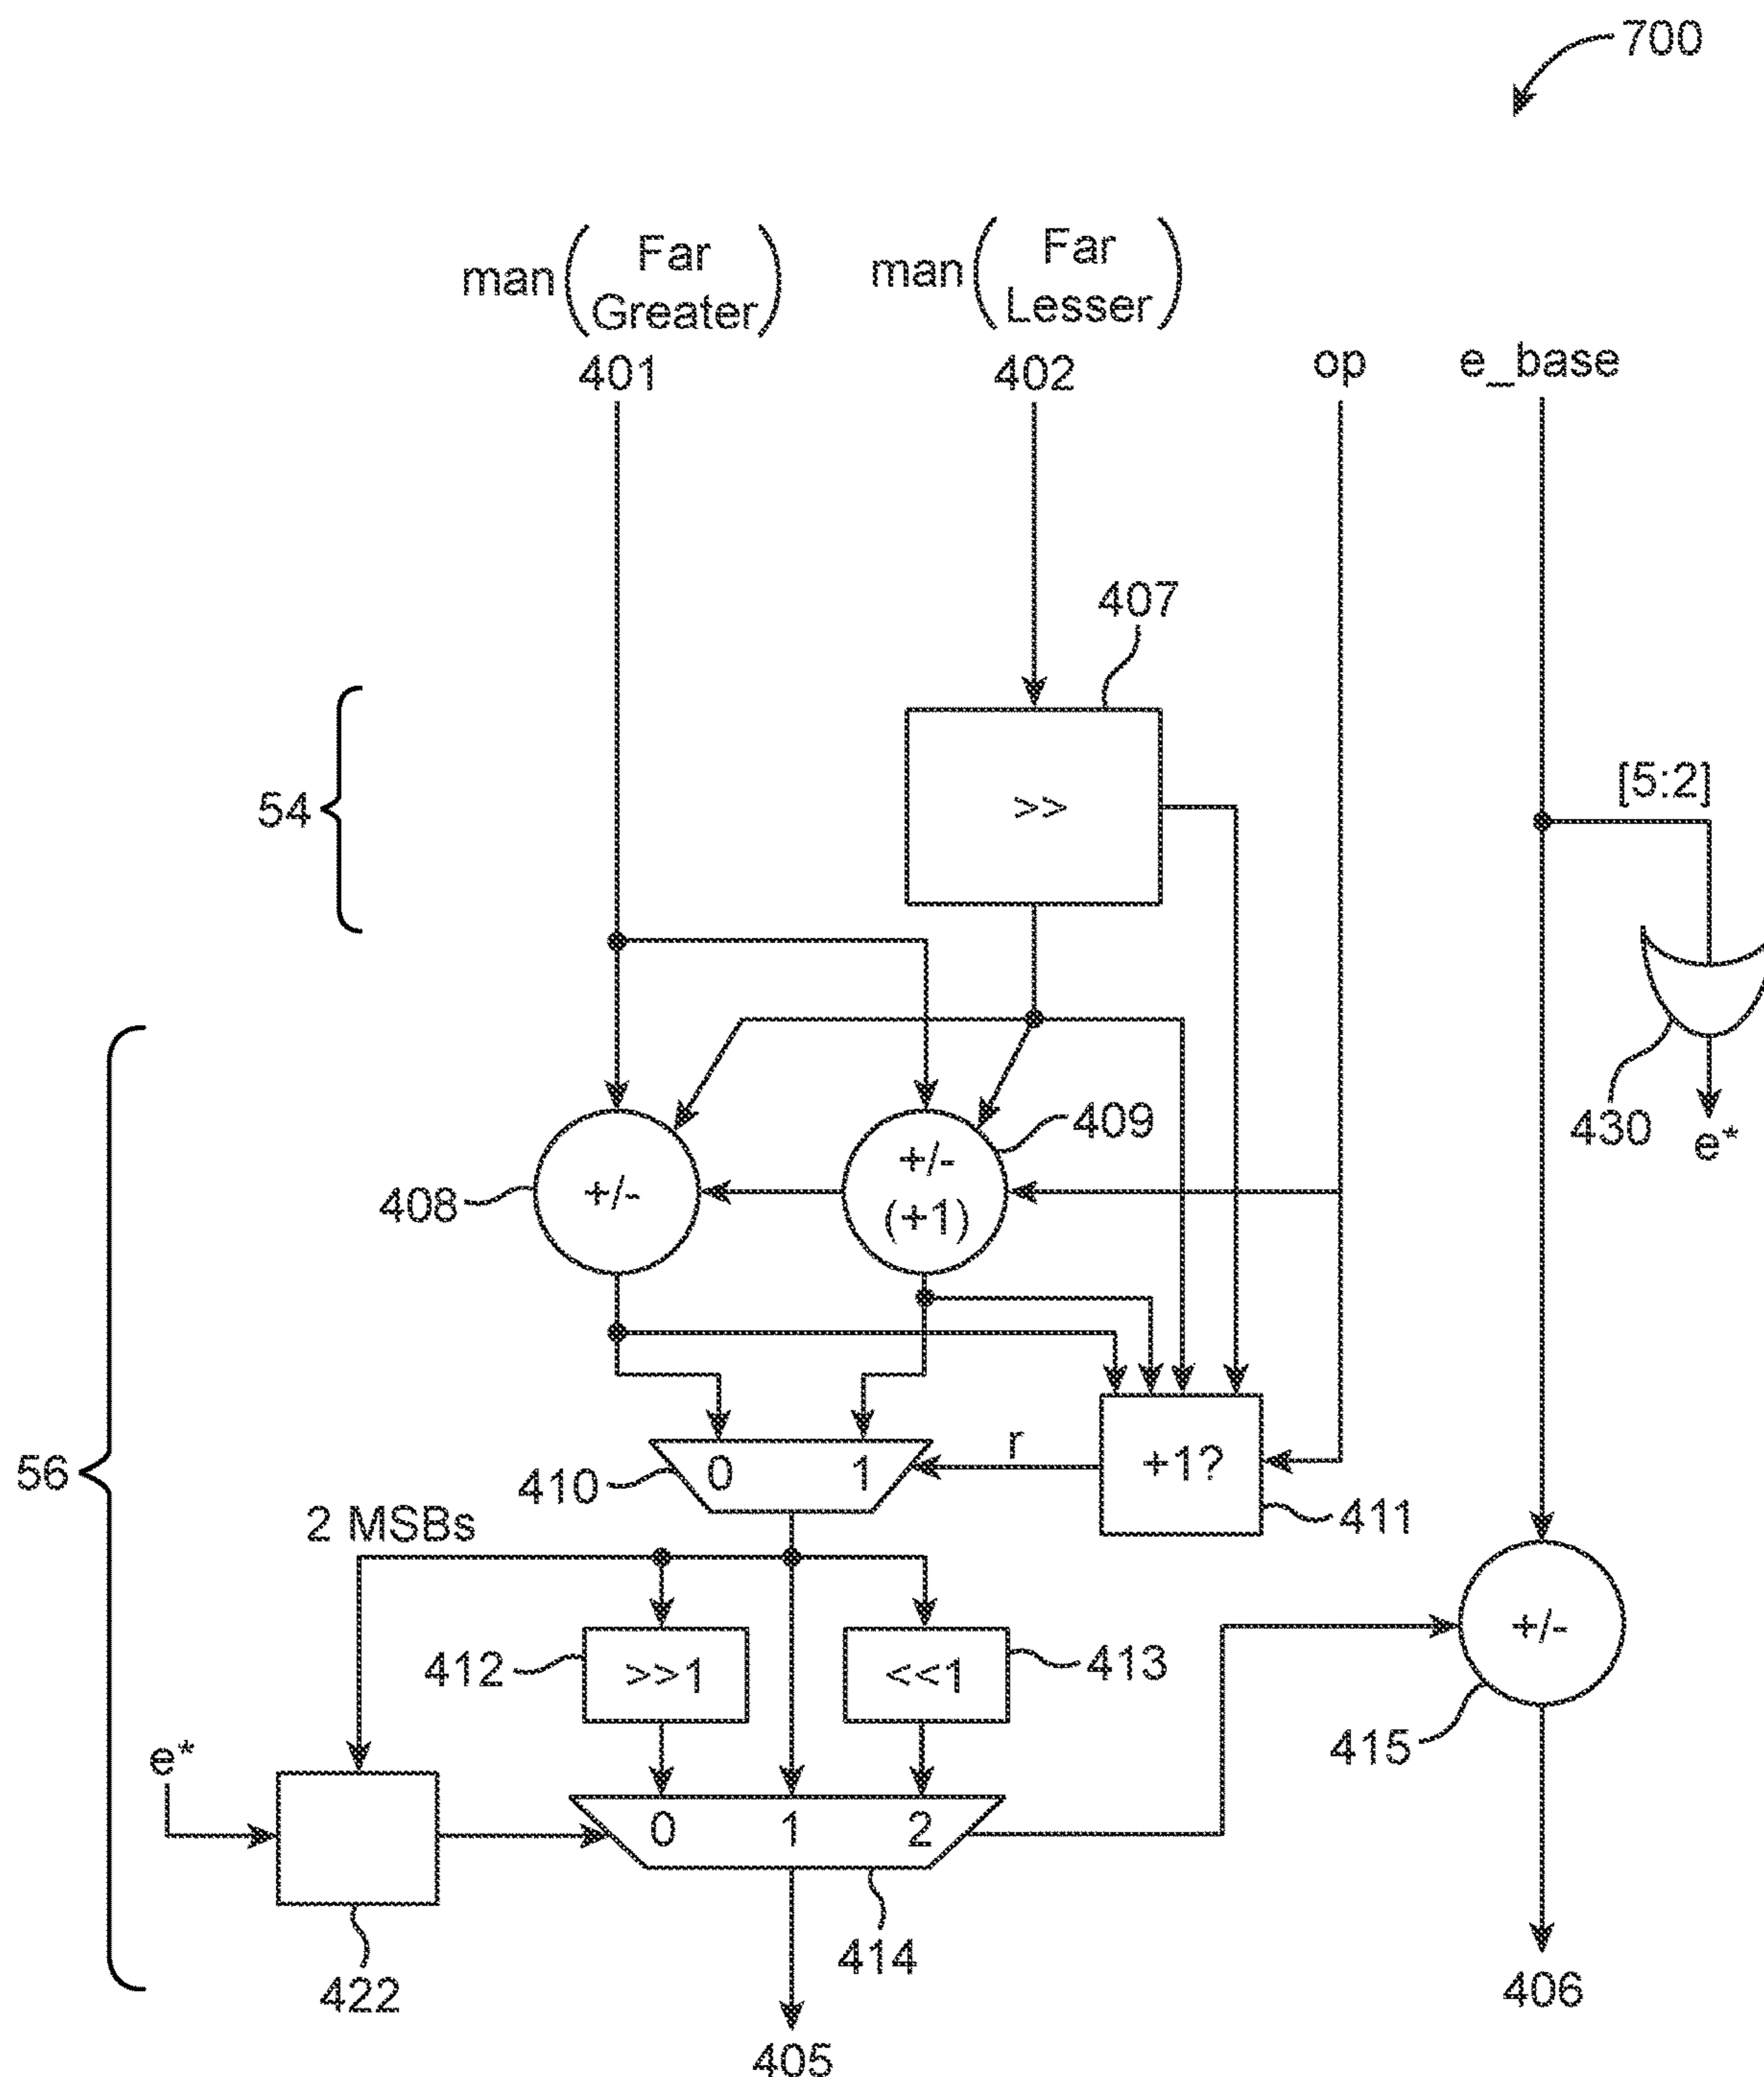 700
man ( Far
Greater )
401
man ( Far
Lesser )
402
op
e_base
407
54
>>
[5:2]
430
e*
408
+/-
+/-
(+1)
409
56
410
0 1
r
+1?
411
2 MSBs
412
>>1
<<1
413
+/-
415
e*
0 1 2
422
414
405
406